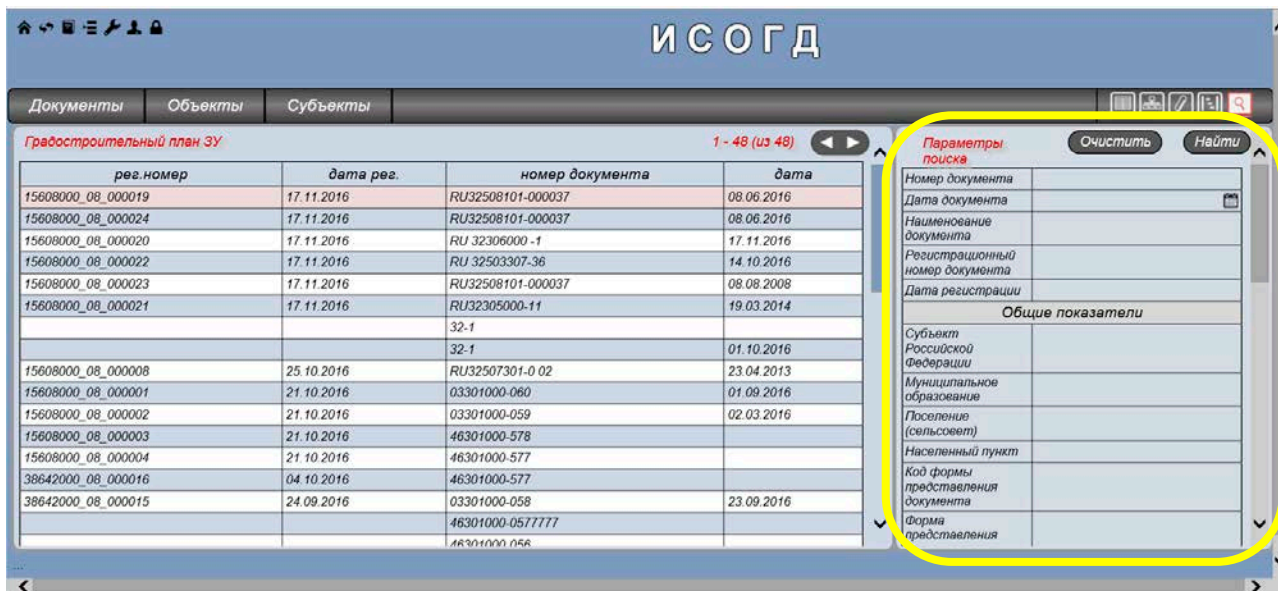 ИСОГД
Документы Объекты Субъекты
Градостроительный план ЗУ 1 - 48 (из 48)
рег.номер дата рег. номер документа дата
15608000_08_000019 17.11.2016 RU32508101-000037 08.06.2016
15608000_08_000024 17.11.2016 RU32508101-000037 08.06.2016
15608000_08_000020 17.11.2016 RU 32306000 -1 17.11.2016
15608000_08_000022 17.11.2016 RU 32503307-36 14.10.2016
15608000_08_000023 17.11.2016 RU32508101-000037 08.08.2008
15608000_08_000021 17.11.2016 RU32305000-11 19.03.2014
32-1
32-1 01.10.2016
15608000_08_000008 25.10.2016 RU32507301-0 02 23.04.2013
15608000_08_000001 21.10.2016 03301000-060 01.09.2016
15608000_08_000002 21.10.2016 03301000-059 02.03.2016
15608000_08_000003 21.10.2016 46301000-578
15608000_08_000004 21.10.2016 46301000-577
38642000_08_000016 04.10.2016 46301000-577
38642000_08_000015 24.09.2016 03301000-058 23.09.2016
46301000-0577777
46301000-056
Параметры
поиска
Очистить Найти
Номер документа
Дата документа
Наименование
документа
Регистрационный
номер документа
Дата регистрации
Общие показатели
Субъект
Российской
Федерации
Муниципальное
образование
Поселение
(сельсовет)
Населенный пункт
Код формы
представления
документа
Форма
представления
...